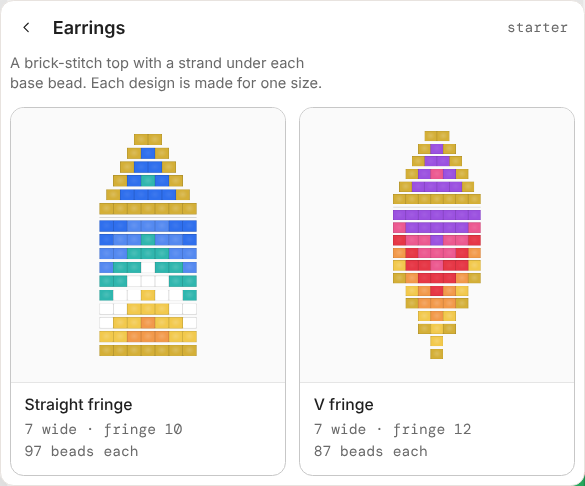 Earrings
starter
A brick-stitch top with a strand under each
base bead. Each design is made for one size.
Straight fringe
7 wide · fringe 10
97 beads each
V fringe
7 wide · fringe 12
87 beads each